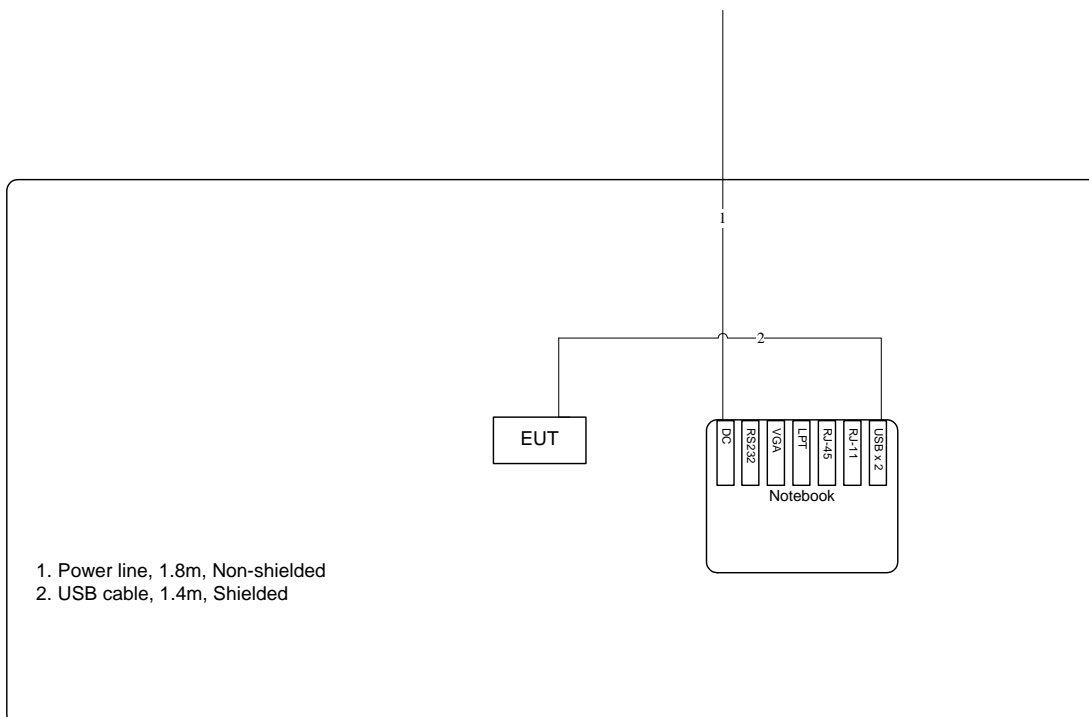 1
2
EUT
DC
RS232
VGA
LPT
RJ-45
RJ-11
USB x 2
Notebook
1. Power line, 1.8m, Non-shielded
2. USB cable, 1.4m, Shielded